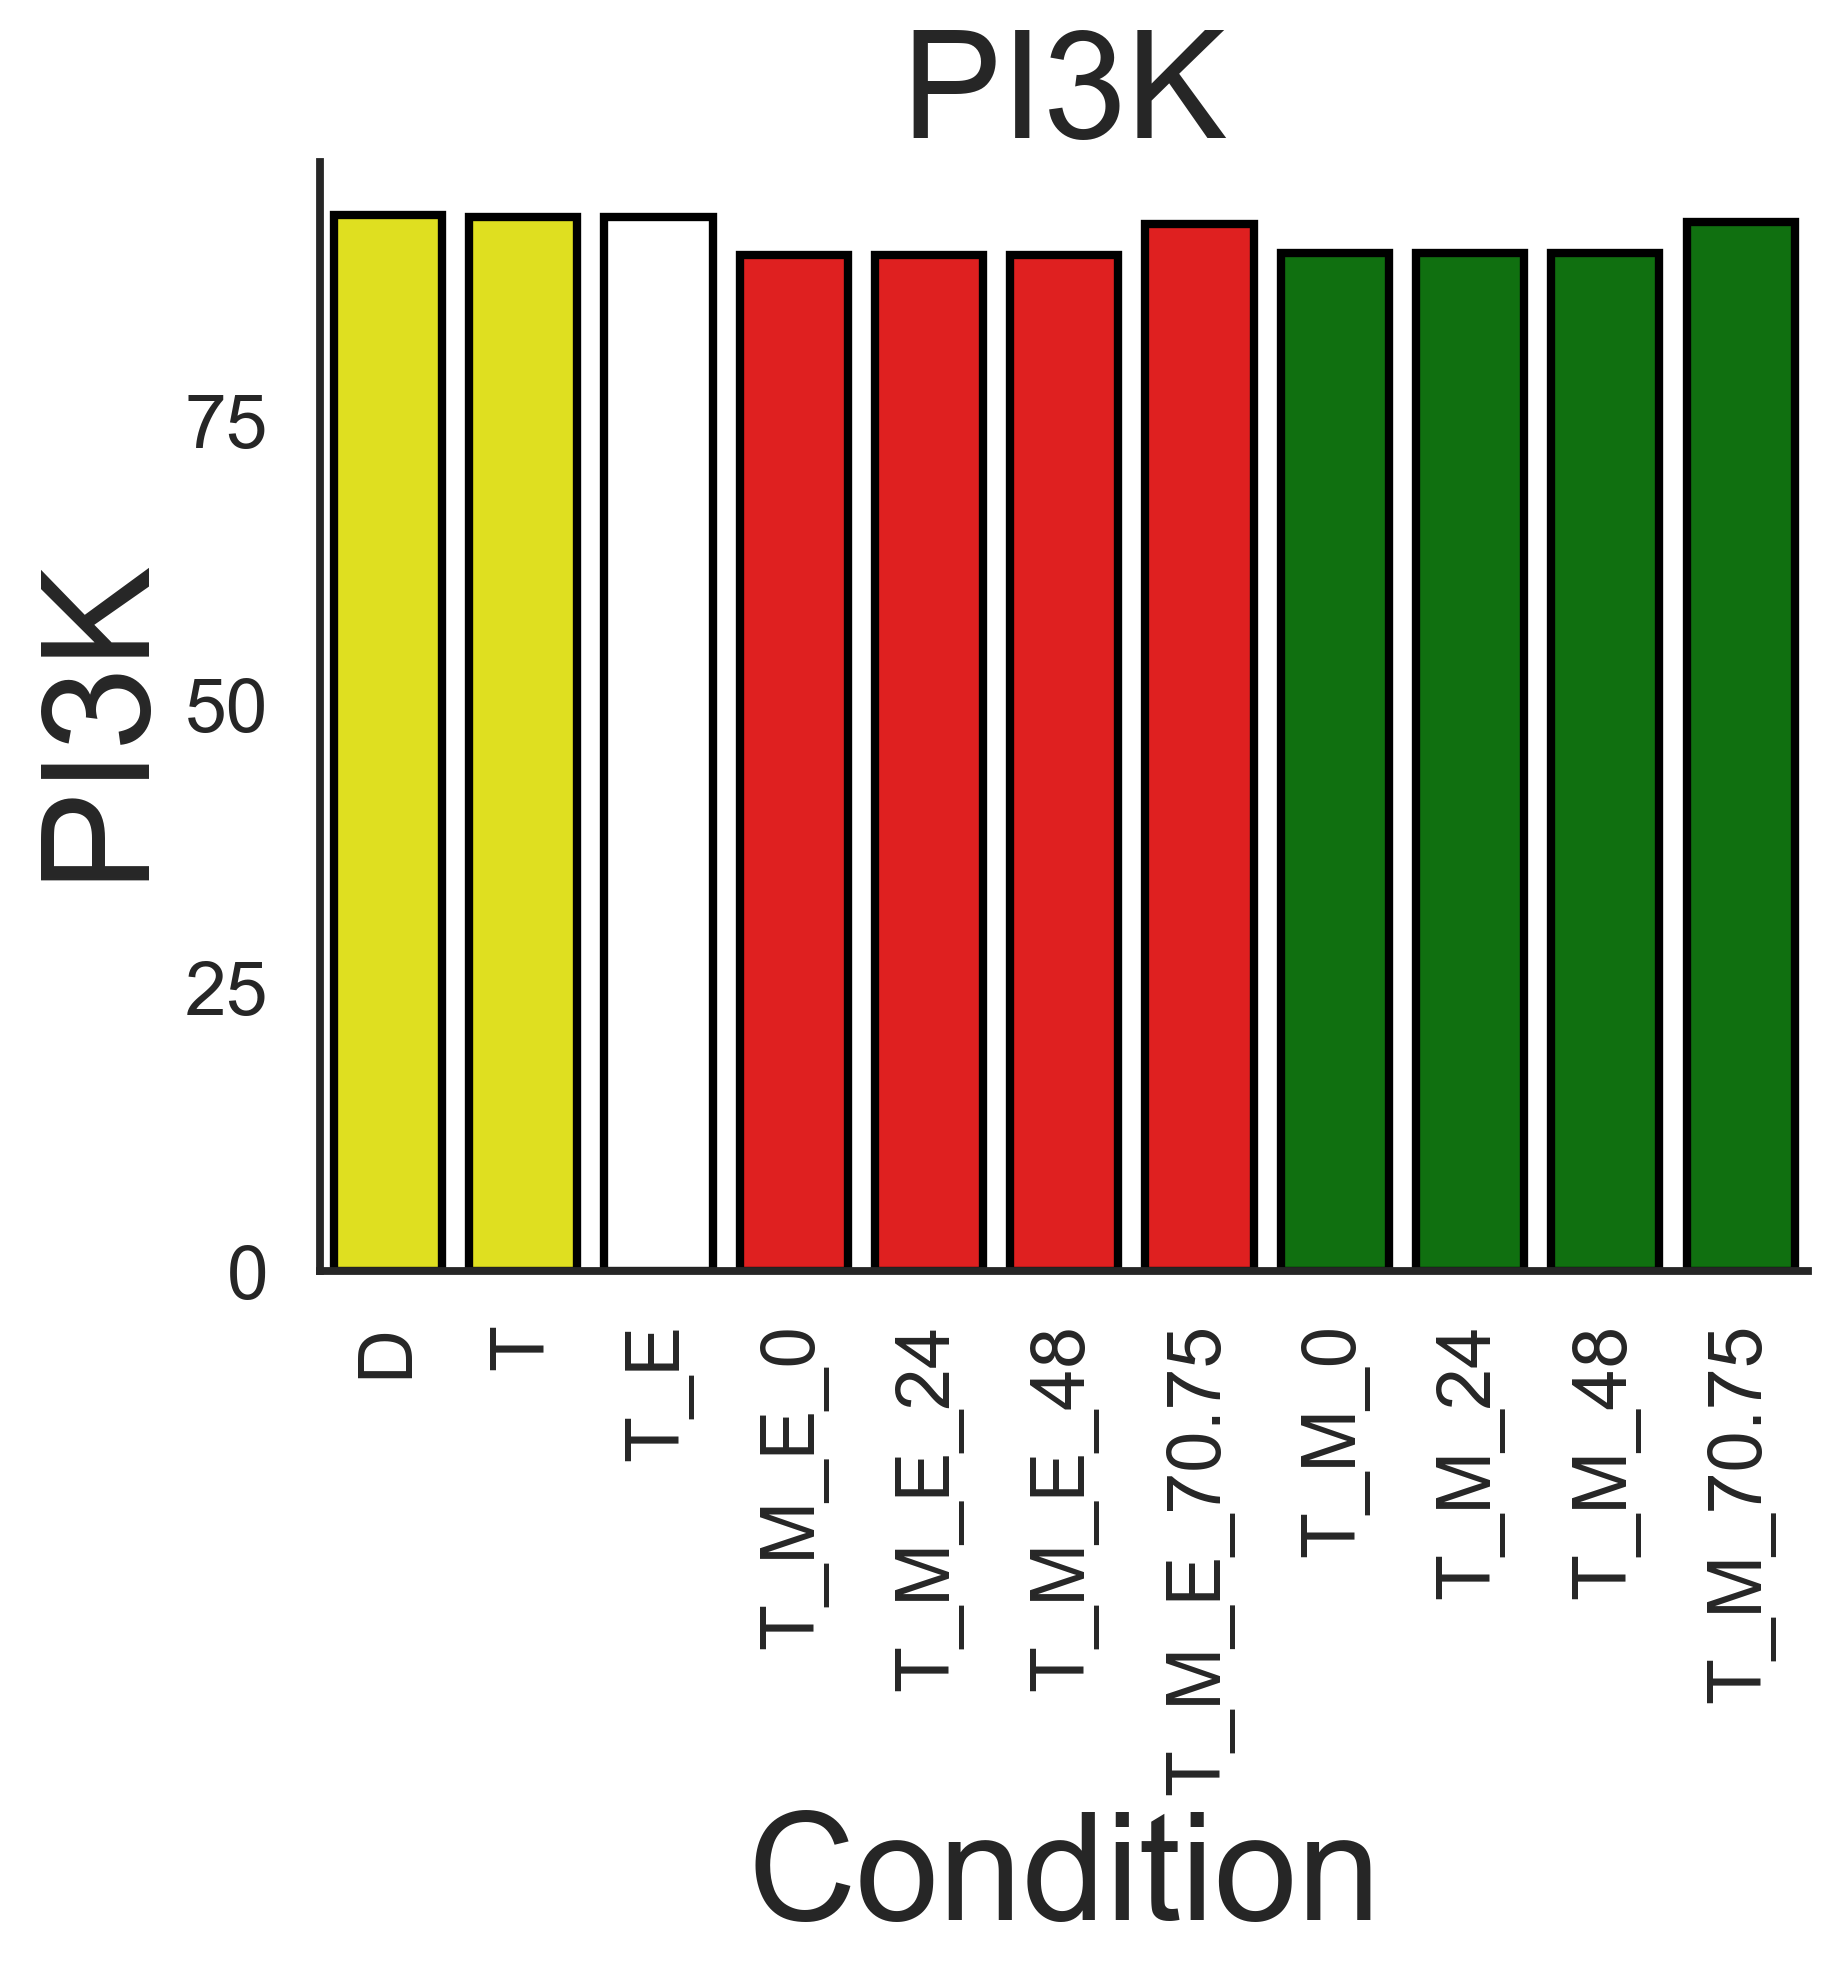 PI3K
PI3K
75
50
25
0
D
T
T_E
T_M_E_0
T_M_E_24
T_M_E_48
T_M_E_70.75
T_M_0
T_M_24
T_M_48
T_M_70.75
Condition